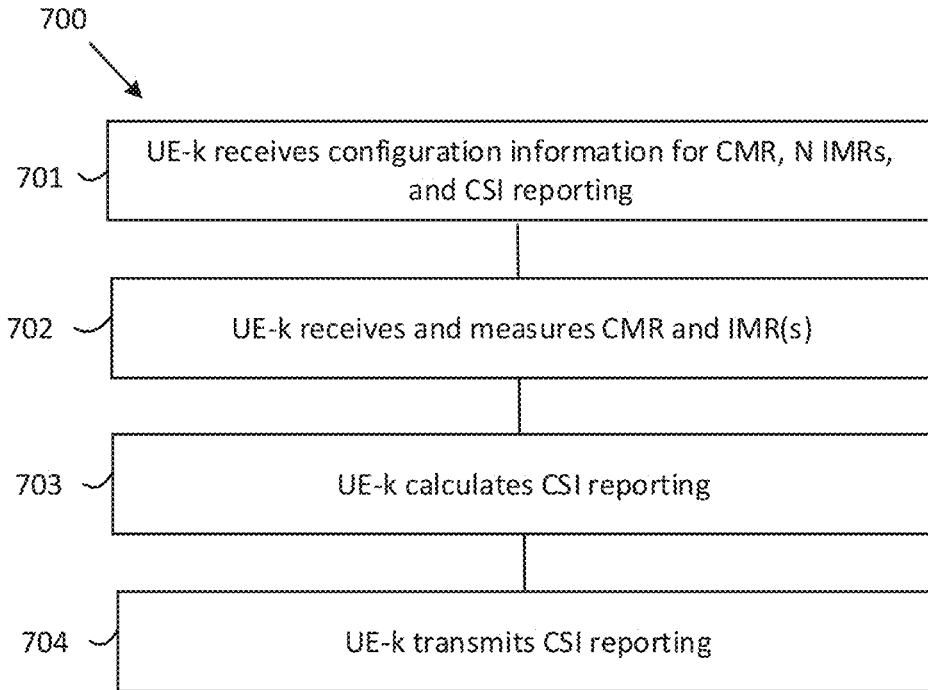 700
701
UE-k receives configuration information for CMR, N IMRs,
and CSI reporting
702
UE-k receives and measures CMR and IMR(s)
703
UE-k calculates CSI reporting
704
UE-k transmits CSI reporting